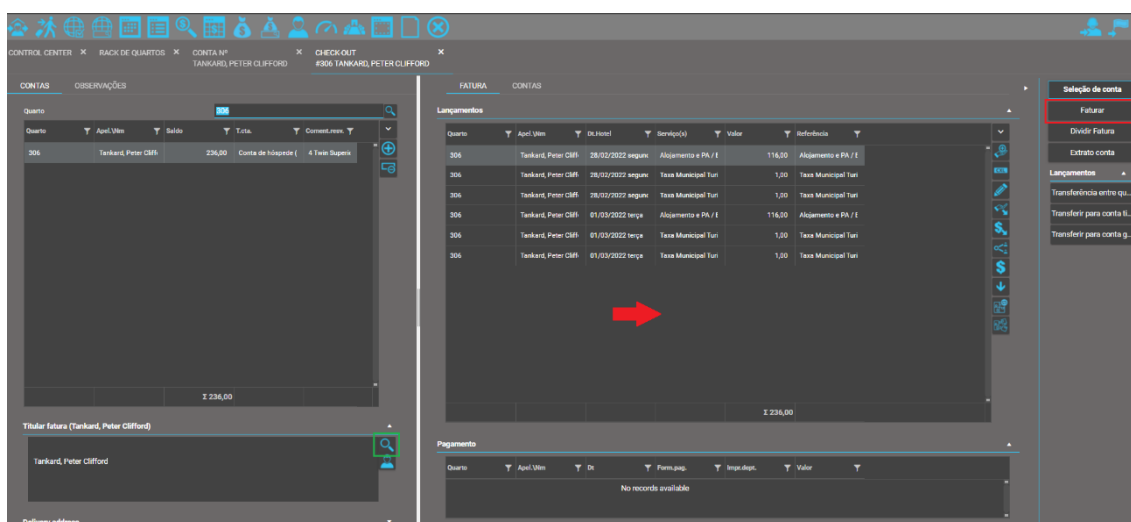 CONTROL CENTER × RACK DE QUARTOS × CONTA Nº × CHECK-OUT ×
TANKARD, PETER CLIFFORD #306 TANKARD, PETER CLIFFORD
CONTAS OBSERVAÇÕES
Quarto 306
Quarto Apel.\Nm Saldo T.cta. Coment.resv.
306 Tankard, Peter Cliff 236,00 Conta de hóspede ( 4 Twin Superio
Σ 236,00
Titular fatura (Tankard, Peter Clifford)
Tankard, Peter Clifford
Delivery address
FATURA CONTAS
Lançamentos
Quarto Apel.\Nm Dt.Hotel Serviço(s) Valor Referência
306 Tankard, Peter Cliff 28/02/2022 segund Alojamento e PA / 116,00 Alojamento e PA /
306 Tankard, Peter Cliff 28/02/2022 segund Taxa Municipal Turi 1,00 Taxa Municipal Turi
306 Tankard, Peter Cliff 28/02/2022 segund Taxa Municipal Turi 1,00 Taxa Municipal Turi
306 Tankard, Peter Cliff 01/03/2022 terça Alojamento e PA / 116,00 Alojamento e PA /
306 Tankard, Peter Cliff 01/03/2022 terça Taxa Municipal Turi 1,00 Taxa Municipal Turi
306 Tankard, Peter Cliff 01/03/2022 terça Taxa Municipal Turi 1,00 Taxa Municipal Turi
Σ 236,00
Pagamento
Quarto Apel.\Nm Dt Form.pag. Impr.dept. Valor
No records available
Seleção de conta
Faturar
Dividir Fatura
Extrato conta
Lançamentos
Transferência entre qu...
Transferir para conta ti...
Transferir para conta g...